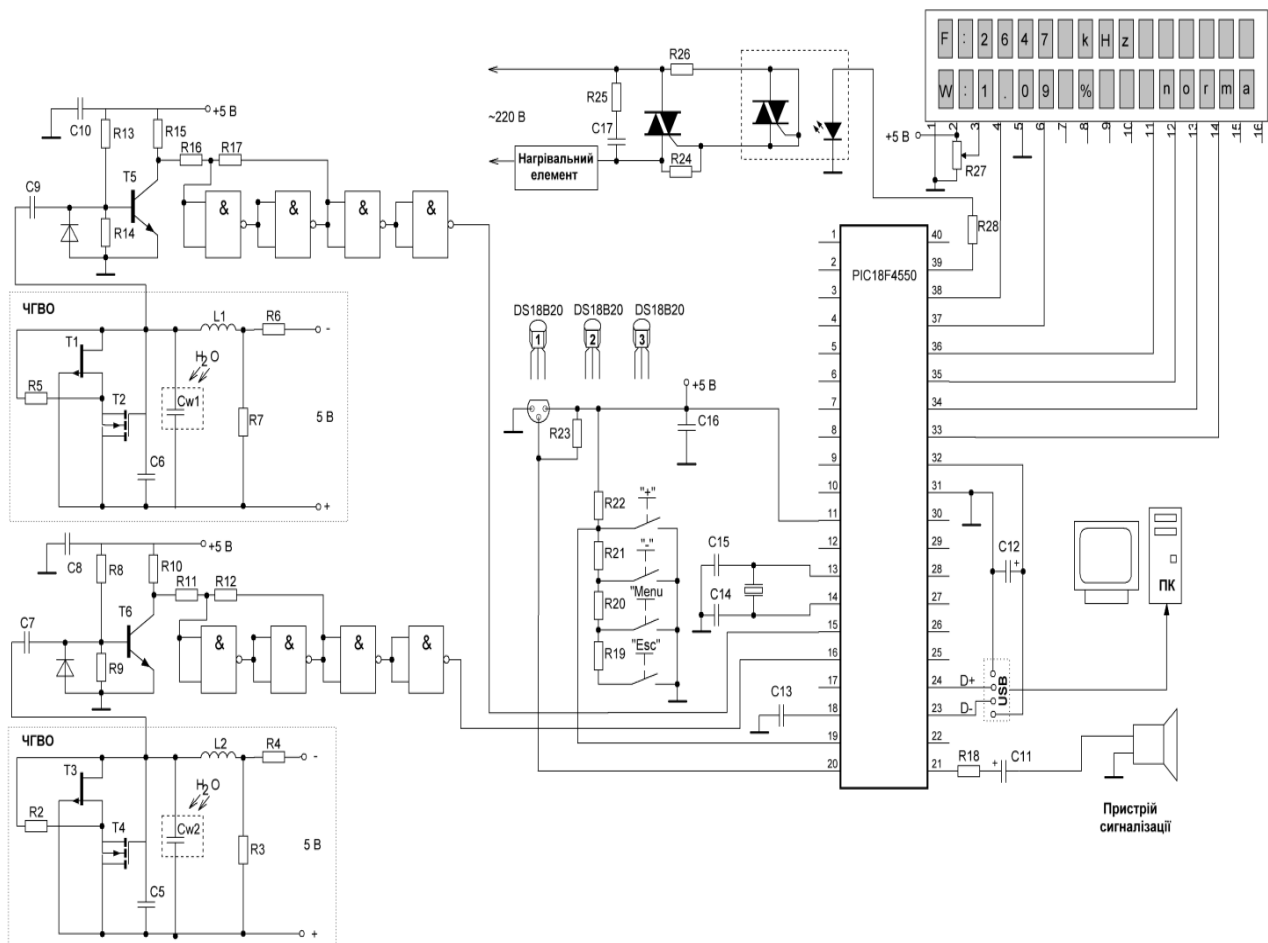 F:2647 kHz
W:1.09% norma
1 2 3 4 5 6 7 8 9 10 11 12 13 14 15 16
+5 В
R27
R28
R26
R25
C17
~220 В
R24
Нагрівальний
елемент
C10
R13
R15
+5 В
R16
R17
T5
C9
R14
&
&
&
&
ЧГВО
T1
L1
R6
-
H2O
R5
T2
Cw1
R7
5 В
C6
+
C8
R8
R10
+5 В
R11
R12
T6
C7
R9
&
&
&
&
ЧГВО
T3
L2
R4
-
H2O
R2
T4
Cw2
R3
5 В
C5
+
DS18B20
DS18B20
DS18B20
1
2
3
+5 В
R23
C16
R22
"+"
R21
"-"
R20
"Menu
R19
"Esc"
C15
C14
C13
PIC18F4550
1
2
3
4
5
6
7
8
9
10
11
12
13
14
15
16
17
18
19
20
40
39
38
37
36
35
34
33
32
31
30
29
28
27
26
25
24
23
22
21
C12
+
D+
D-
USB
ПК
R18
+
C11
Пристрій
сигналізації